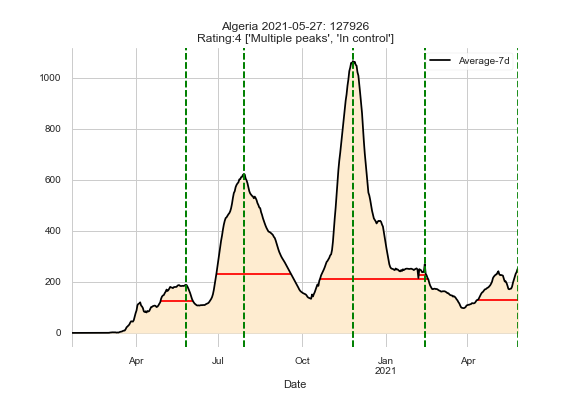 Algeria 2021-05-27: 127926
Rating:4 ['Multiple peaks', 'In control']
Average-7d
1000
800
600
400
200
0
Apr
Jul
Oct
Jan
2021
Apr
Date